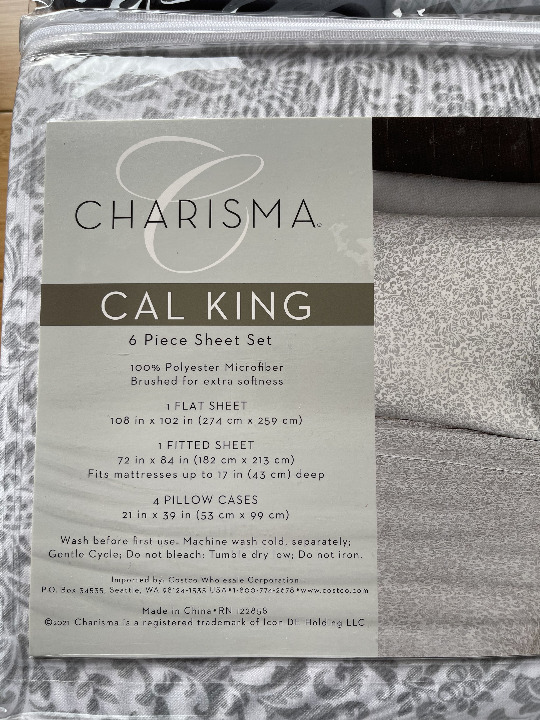 CHARISMA
CAL KING
6 Piece Sheet Set
100% Polyester Microfiber
Brushed for extra softness
1 FLAT SHEET
108 in x 102 in (274 cm x 259 cm)
1 FITTED SHEET
72 in x 84 in (182 cm x 213 cm)
Fits mattresses up to 17 in (43 cm) deep
4 PILLOW CASES
21 in x 39 in (53 cm x 99 cm)
Wash before first use. Machine wash cold, separately;
Gentle Cycle; Do not bleach; Tumble dry low; Do not iron.
Imported by: Costco Wholesale Corporation
P.O. Box 34535, Seattle, WA 98124-1535 USA•1-800-774-2678•www.costco.com
Made in China•RN 122856
©2021 Charisma is a registered trademark of Icon DE Holding LLC